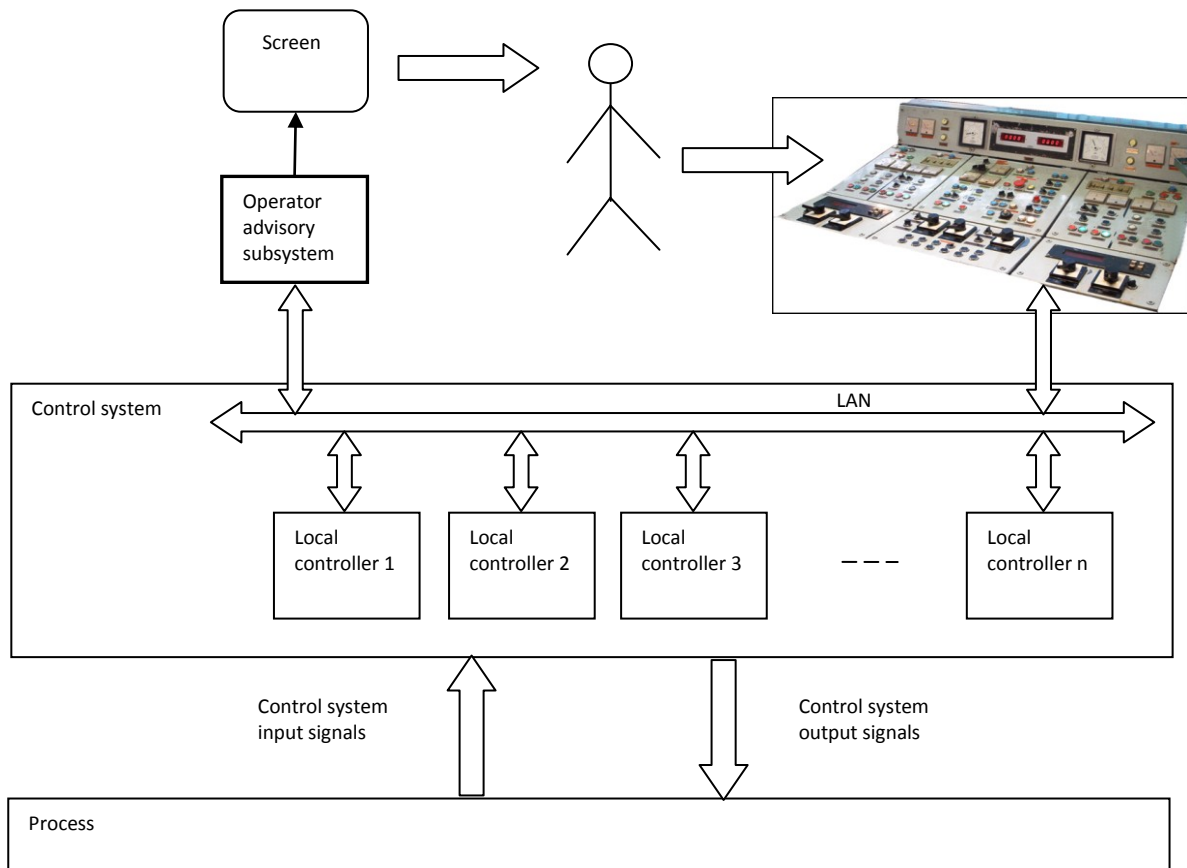 Screen
Operator
advisory
subsystem
Control system
LAN
Local
controller 1
Local
controller 2
Local
controller 3
Local
controller n
Control system
input signals
Control system
output signals
Process